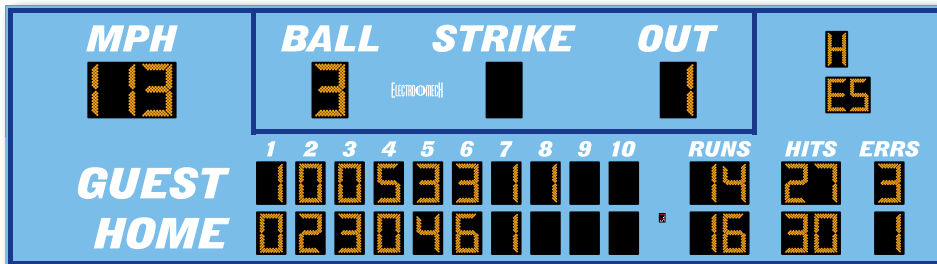 MPH BALL STRIKE OUT H
113 3 ELECTRO-MECH 1 E5
1 2 3 4 5 6 7 8 9 10 RUNS HITS ERRS
GUEST 1 0 0 5 3 3 1 1 14 27 3
HOME 0 2 3 0 4 6 1 16 30 1